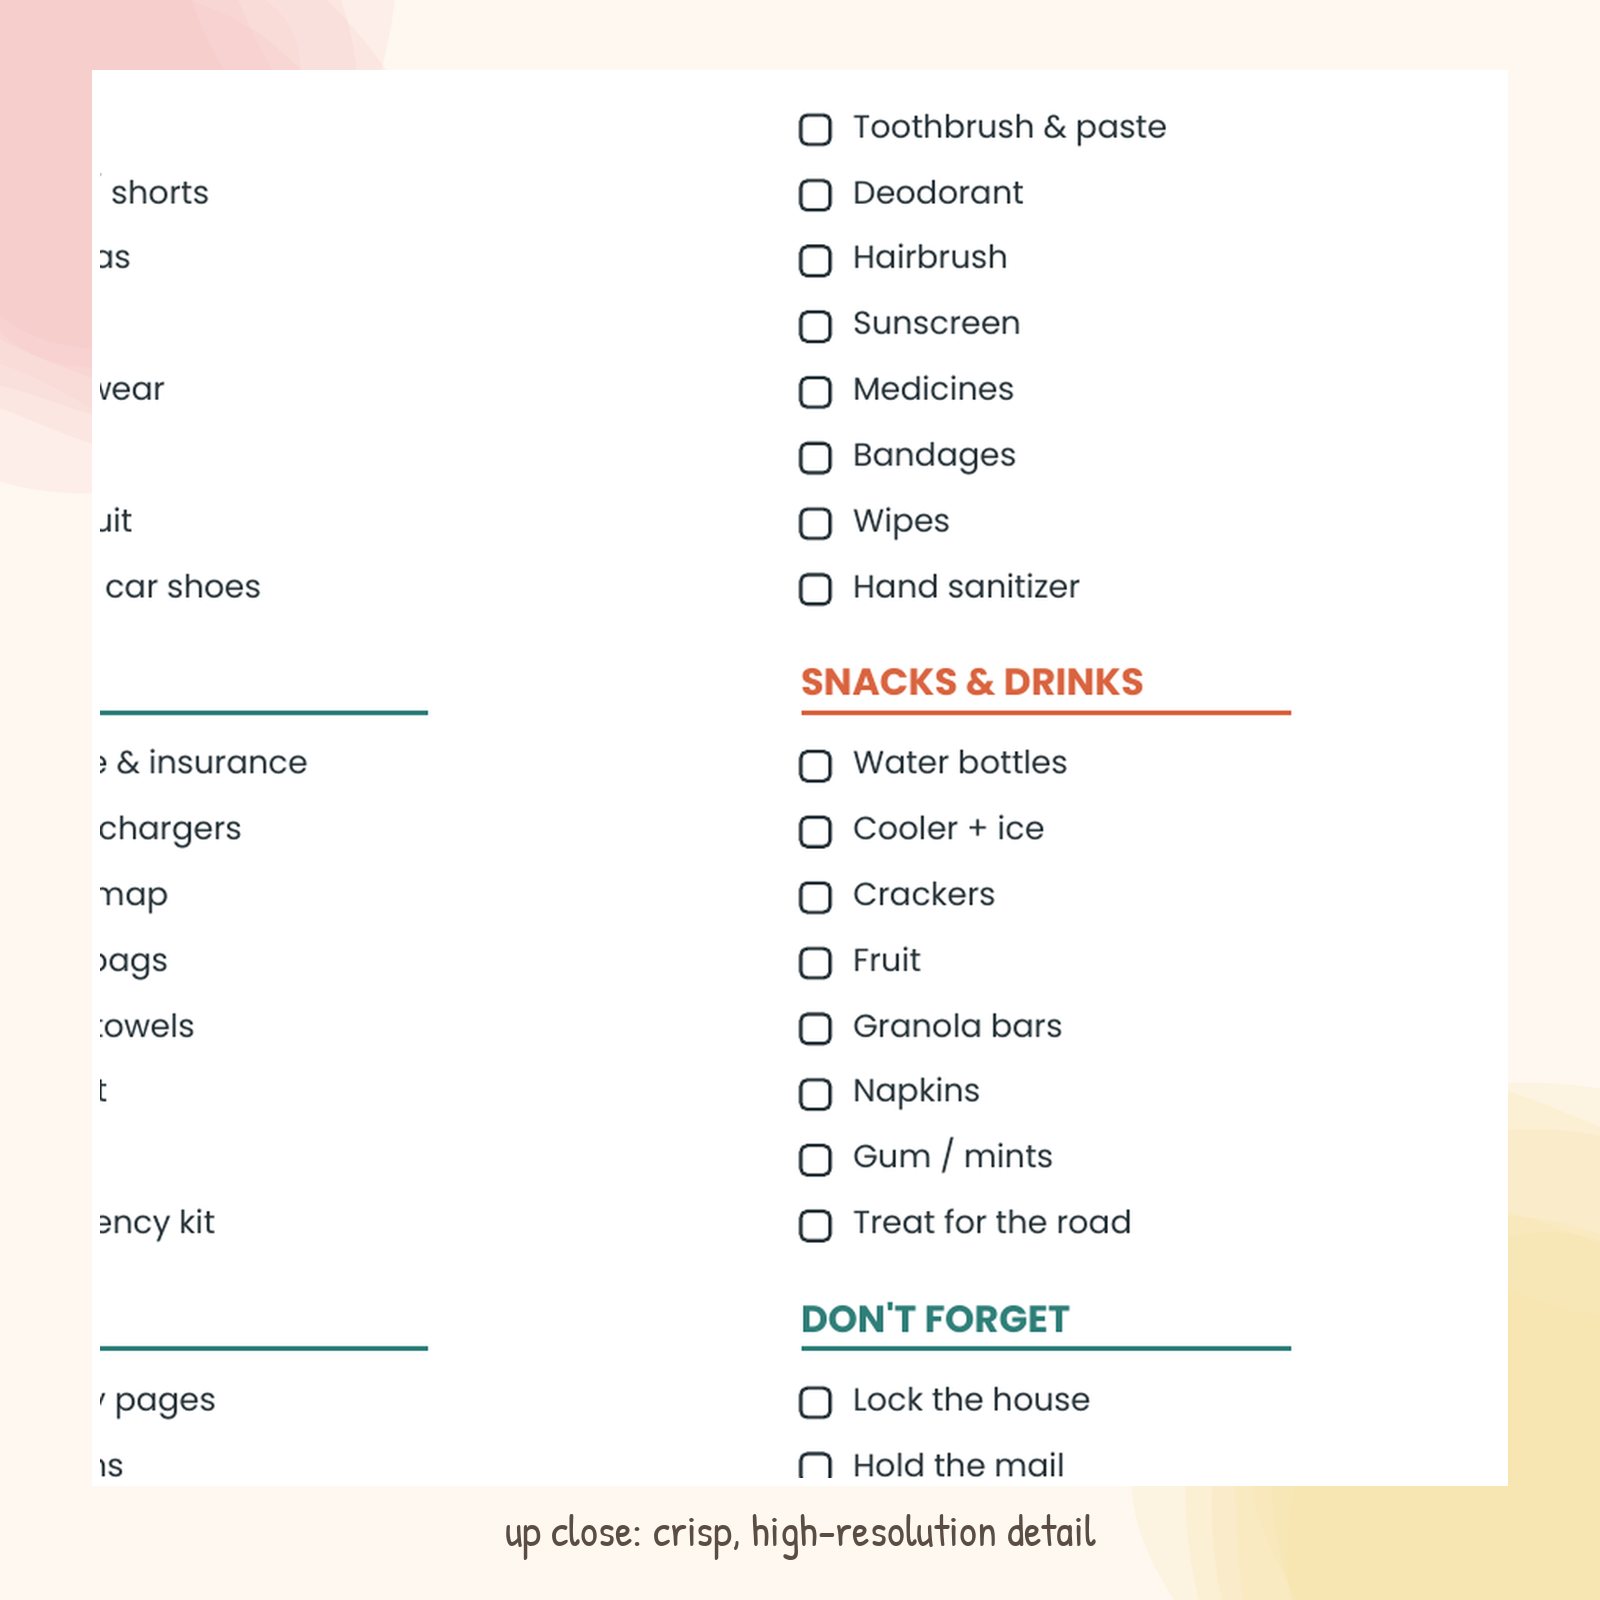 shorts
car shoes
& insurance
chargers
map
kit
pages
Toothbrush & paste
Deodorant
Hairbrush
Sunscreen
Medicines
Bandages
Wipes
Hand sanitizer
SNACKS & DRINKS
Water bottles
Cooler + ice
Crackers
Fruit
Granola bars
Napkins
Gum / mints
Treat for the road
DON'T FORGET
Lock the house
Hold the mail
up close: crisp, high-resolution detail